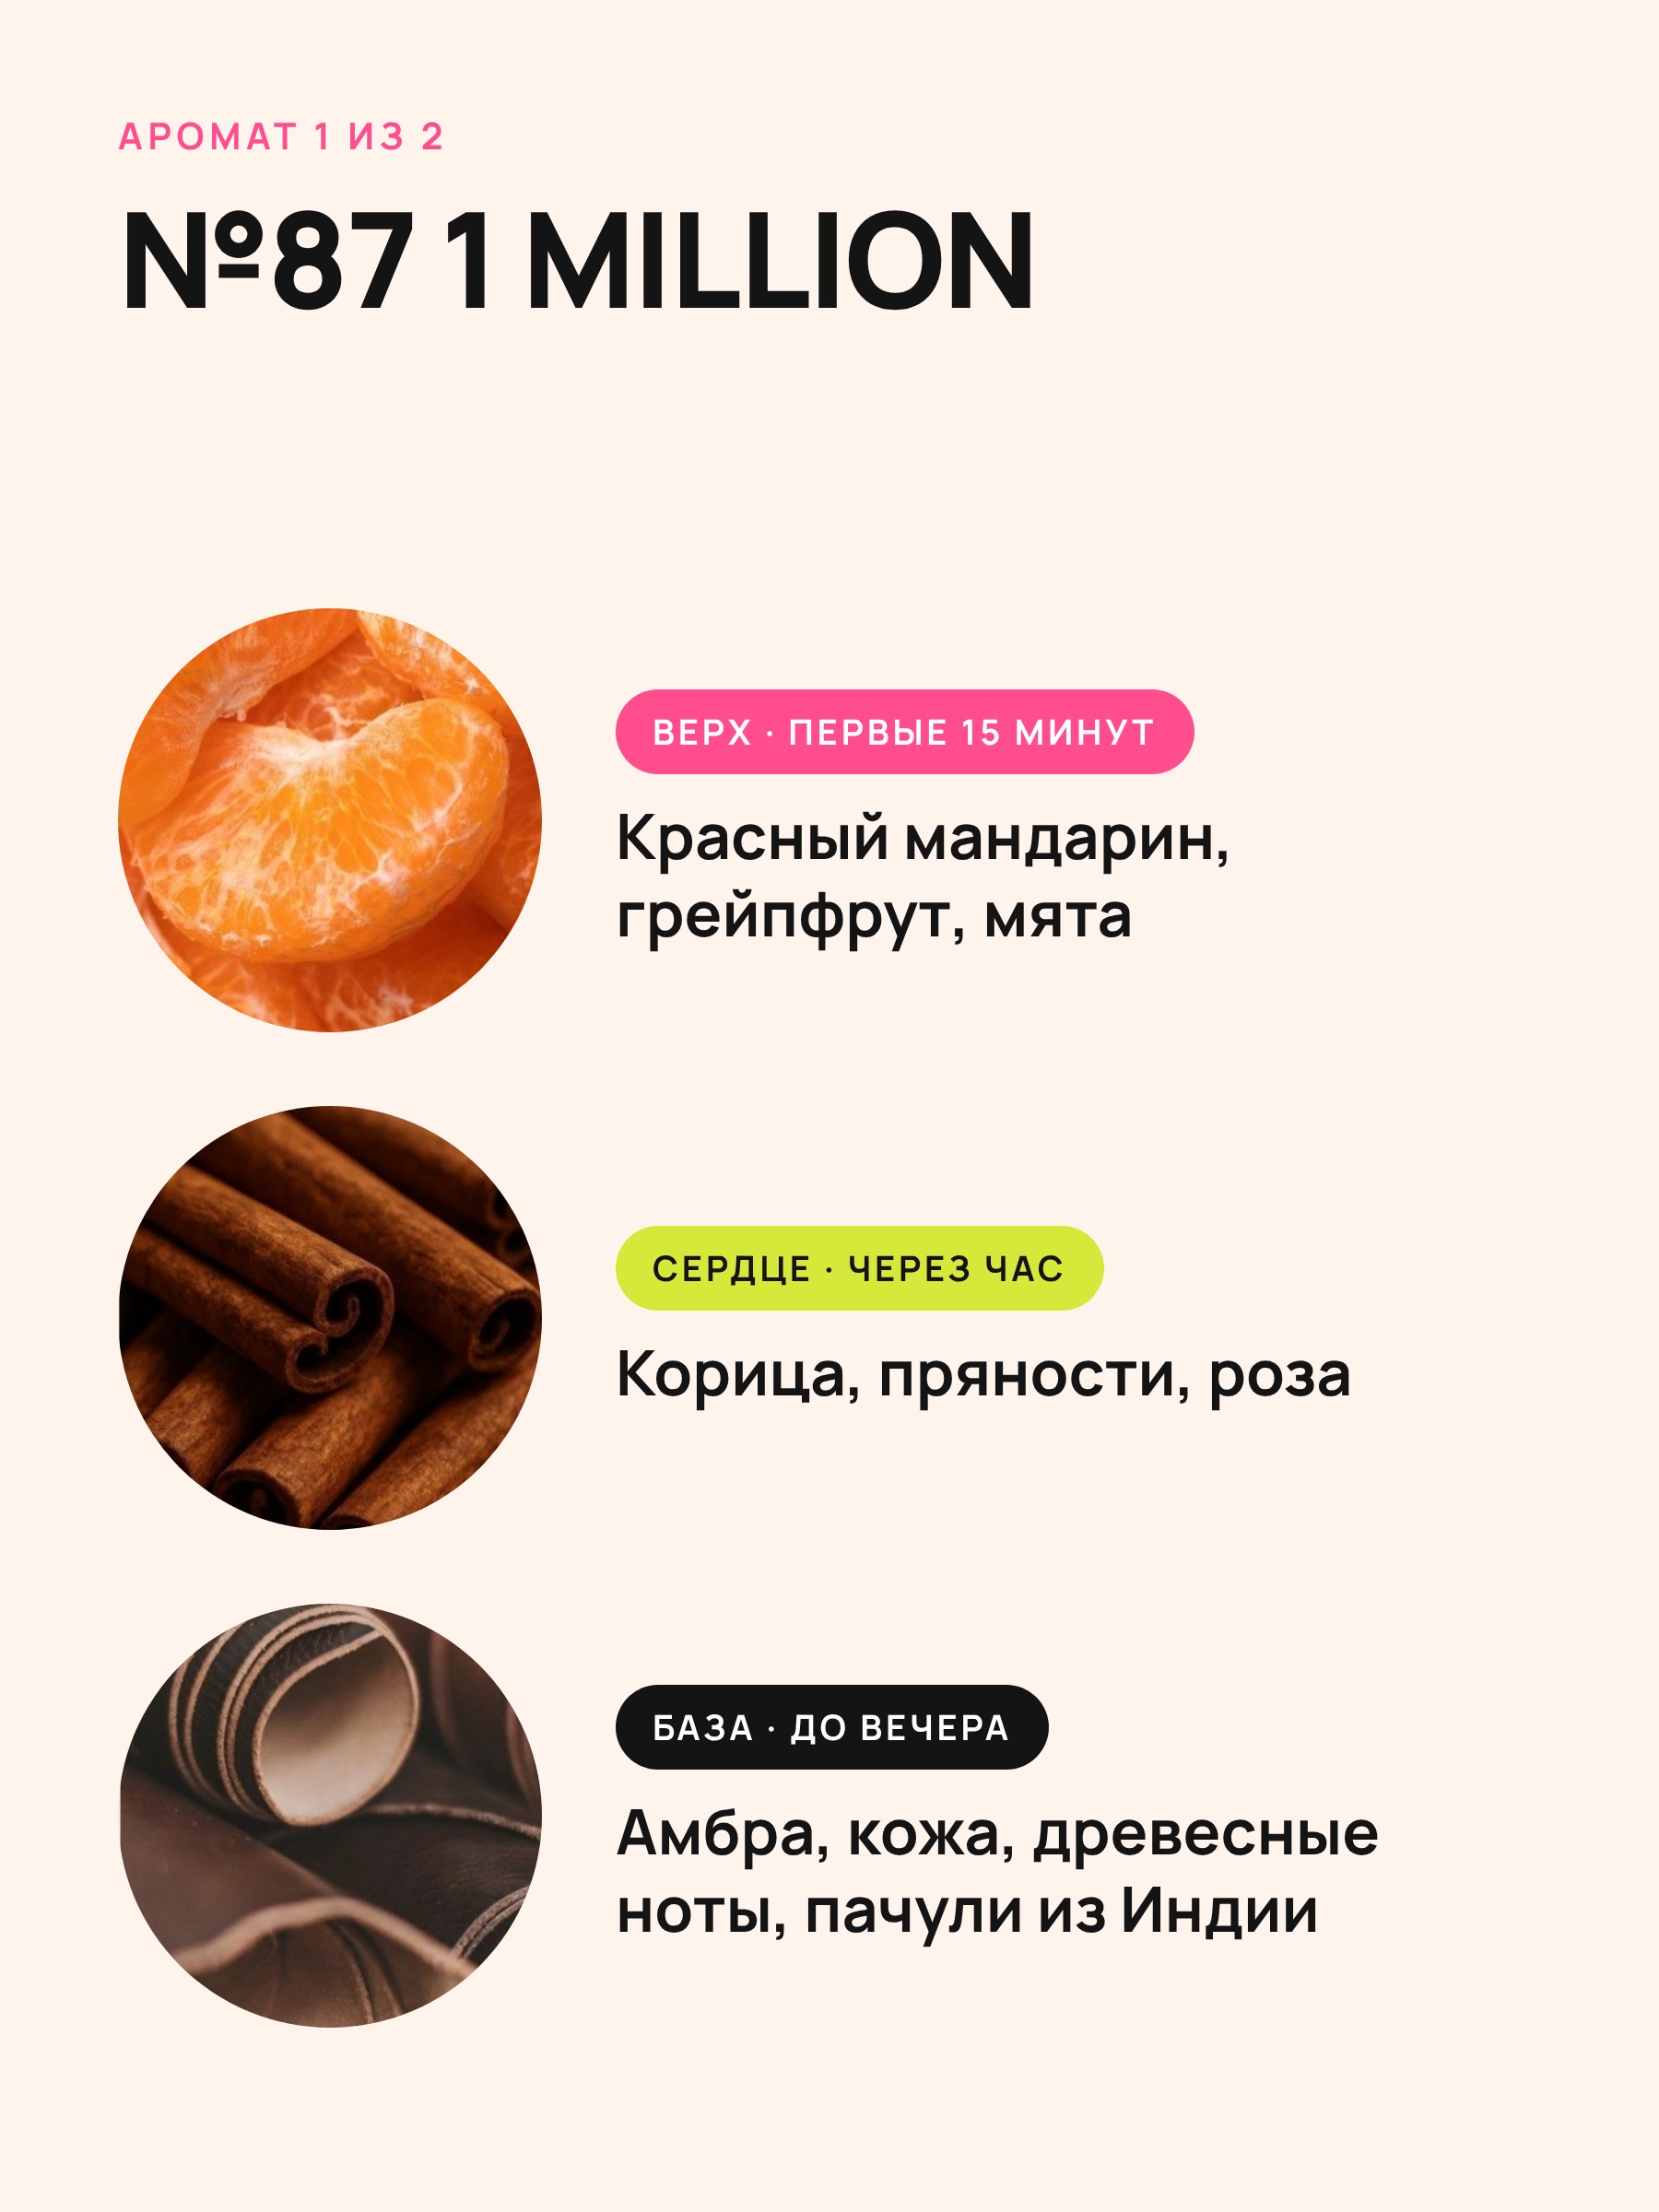 АРОМАТ 1 ИЗ 2
№87 1 MILLION
ВЕРХ · ПЕРВЫЕ 15 МИНУТ
Красный мандарин,
грейпфрут, мята
СЕРДЦЕ · ЧЕРЕЗ ЧАС
Корица, пряности, роза
БАЗА · ДО ВЕЧЕРА
Амбра, кожа, древесные
ноты, пачули из Индии